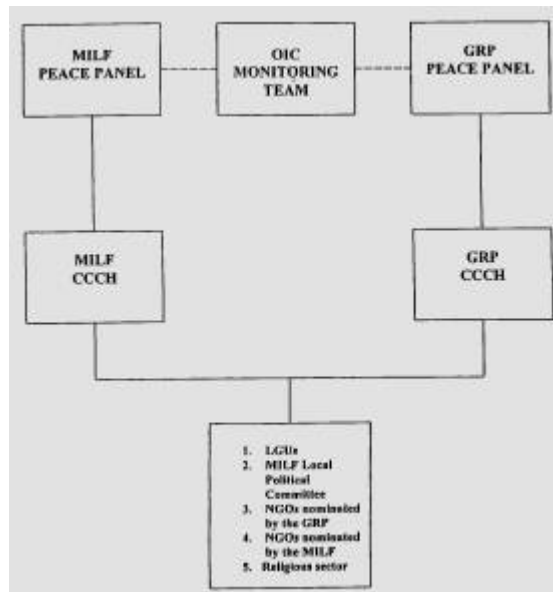 MILF
PEACE PANEL
OIC
MONITORING
TEAM
GRP
PEACE PANEL
MILF
CCCH
GRP
CCCH
1. LGUs
2. MILF Local
Political
Committee
3. NGOs nominated
by the GRP
4. NGOs nominated
by the MILF
5. Religious sector